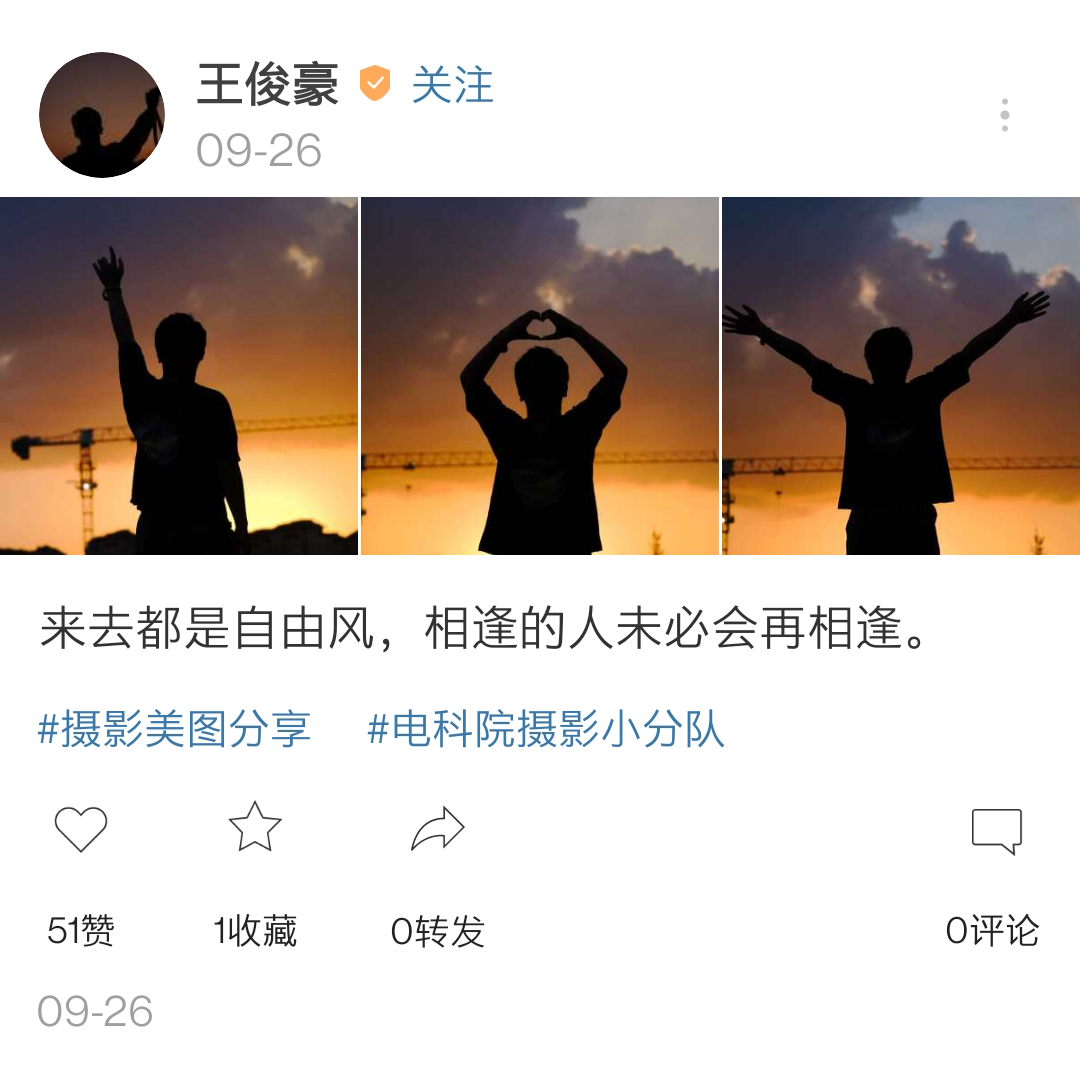 王俊豪 关注
09-26
来去都是自由风，相逢的人未必会再相逢。
#摄影美图分享 #电科院摄影小分队
51赞 1收藏 0转发 0评论
09-26